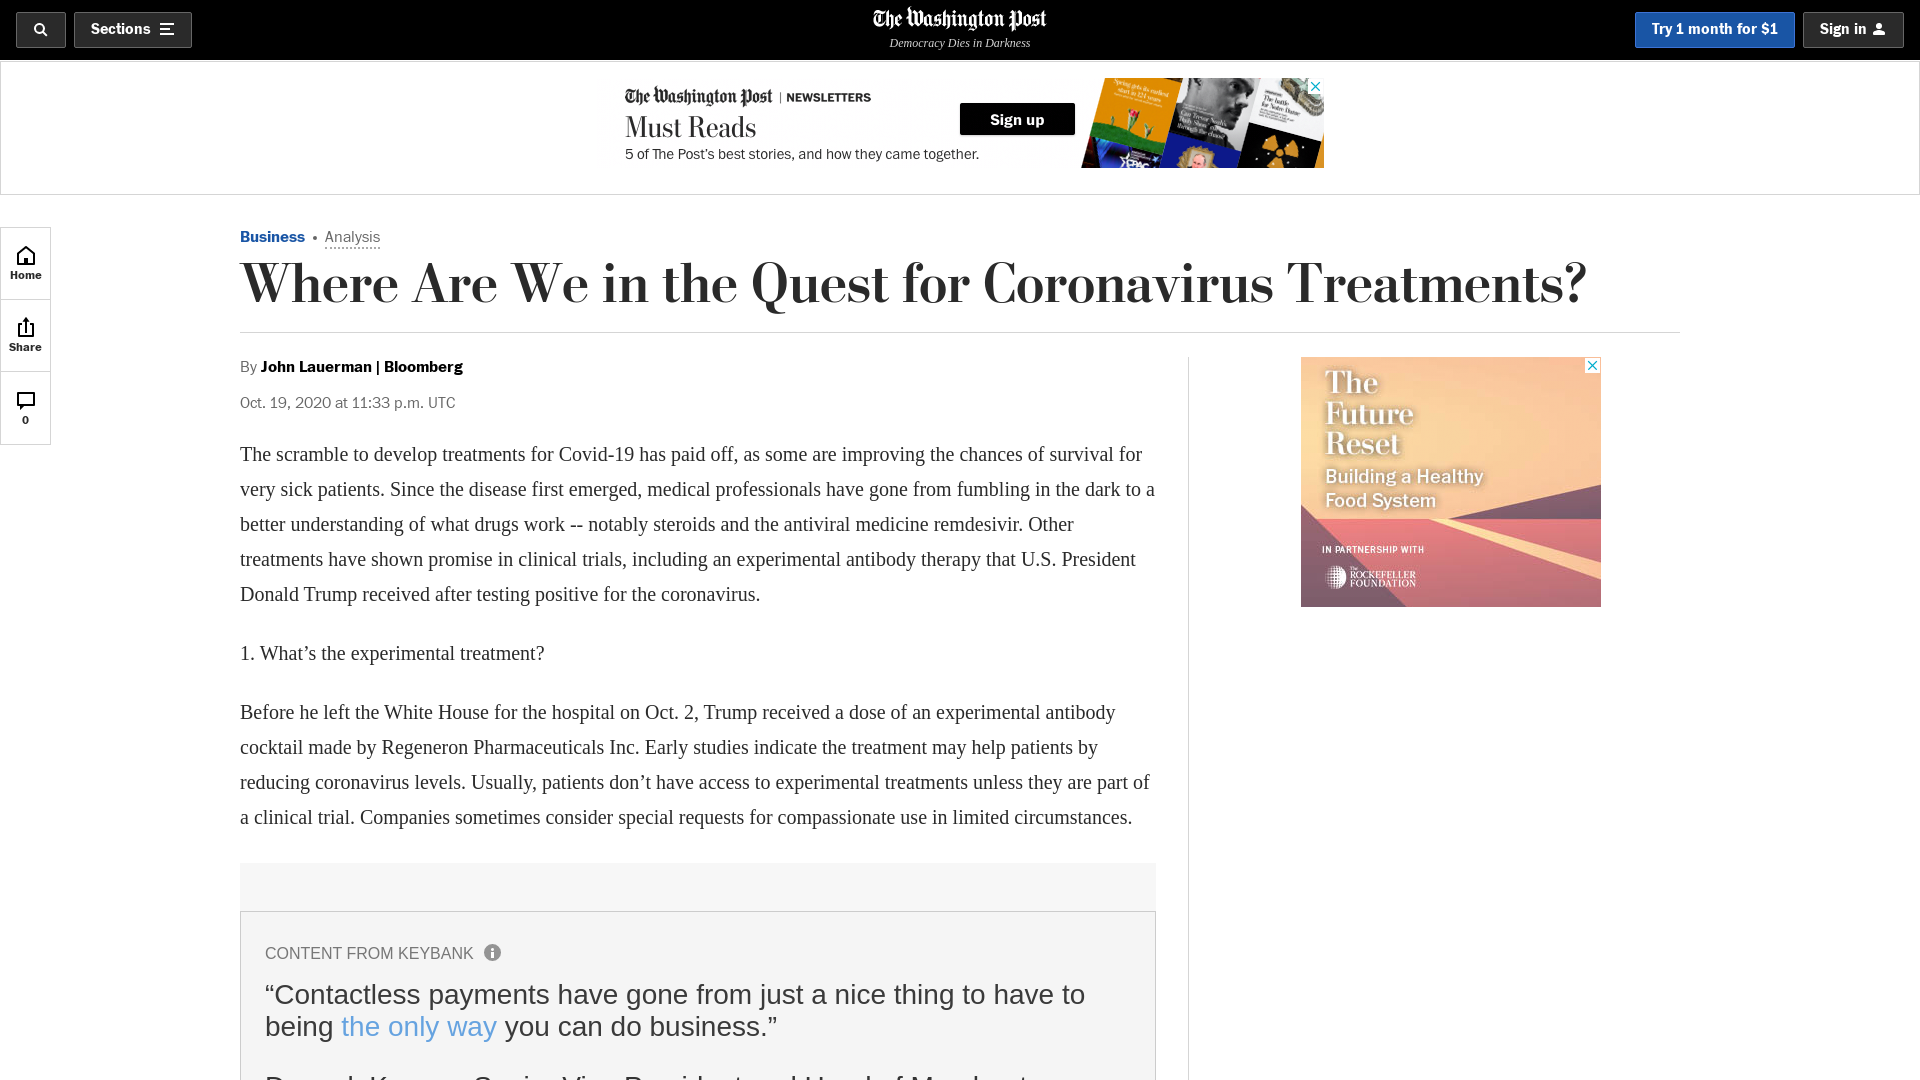 Sections
The Washington Post
Democracy Dies in Darkness
Try 1 month for $1
Sign in
The Washington Post | NEWSLETTERS
Must Reads
5 of The Post’s best stories, and how they came together.
Sign up
Home
Share
0
Business • Analysis
Where Are We in the Quest for Coronavirus Treatments?
By John Lauerman | Bloomberg
Oct. 19, 2020 at 11:33 p.m. UTC
The scramble to develop treatments for Covid-19 has paid off, as some are improving the chances of survival for
very sick patients. Since the disease first emerged, medical professionals have gone from fumbling in the dark to a
better understanding of what drugs work -- notably steroids and the antiviral medicine remdesivir. Other
treatments have shown promise in clinical trials, including an experimental antibody therapy that U.S. President
Donald Trump received after testing positive for the coronavirus.
1. What’s the experimental treatment?
Before he left the White House for the hospital on Oct. 2, Trump received a dose of an experimental antibody
cocktail made by Regeneron Pharmaceuticals Inc. Early studies indicate the treatment may help patients by
reducing coronavirus levels. Usually, patients don’t have access to experimental treatments unless they are part of
a clinical trial. Companies sometimes consider special requests for compassionate use in limited circumstances.
CONTENT FROM KEYBANK
“Contactless payments have gone from just a nice thing to have to
being the only way you can do business.”
The
Future
Reset
Building a Healthy
Food System
IN PARTNERSHIP WITH
The
ROCKEFELLER
FOUNDATION